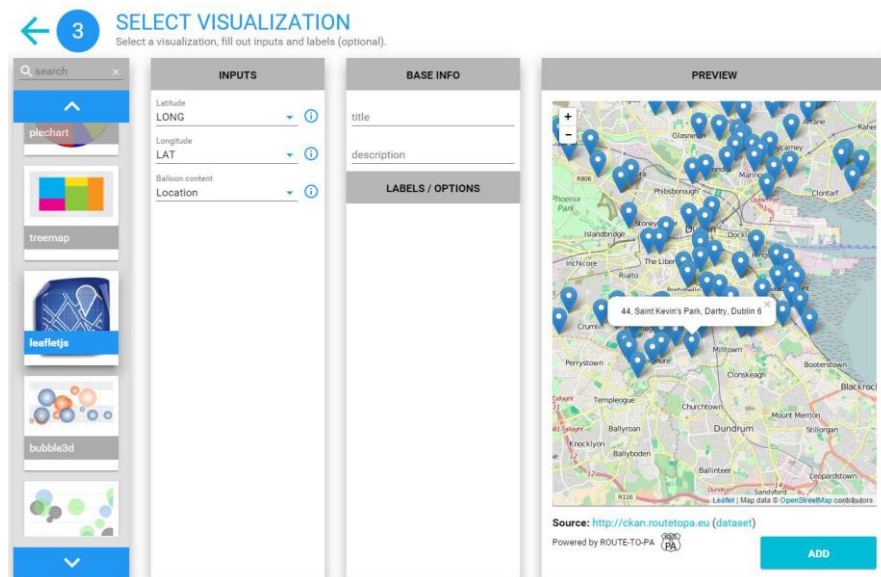 3
SELECT VISUALIZATION
Select a visualization, fill out inputs and labels (optional).
search
piechart
treemap
leafletjs
bubble3d
INPUTS
Latitude
LONG
Longitude
LAT
Balloon content
Location
BASE INFO
title
description
LABELS / OPTIONS
PREVIEW
+
-
Raher
R806
Phibsborough
Clontarf
Phoenix
Park
Islandbridge
Inchicore
Rialto
44, Saint Kevin's Park, Dartry, Dublin 6
Crumlin
Milltown
Perrystown
Clonskeagh
Booterstown
Blackrock
Templeogue
Churchtown
Mount Merrion
Ballyroan
Dundrum
Stillorgan
Knocklyon
Ballyboden
Ballinteer
Leopardstown
R116
Sandyford
Leaflet | Map data © OpenStreetMap contributors
Source: http://ckan.routetopa.eu (dataset)
Powered by ROUTE-TO-PA
PA
ADD